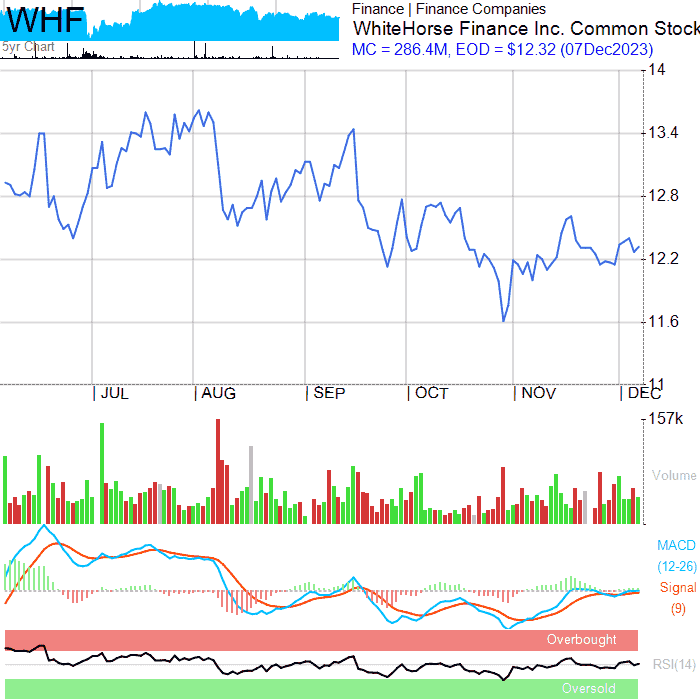 WHF
5yr Chart
Finance | Finance Companies
WhiteHorse Finance Inc. Common Stock
MC = 286.4M, EOD = $12.32 (07Dec2023)
14
13.4
12.8
12.2
11.6
11
JUL AUG SEP OCT NOV DEC
157k
Volume
MACD
(12-26)
Signal
(9)
Overbought
RSI(14)
Oversold